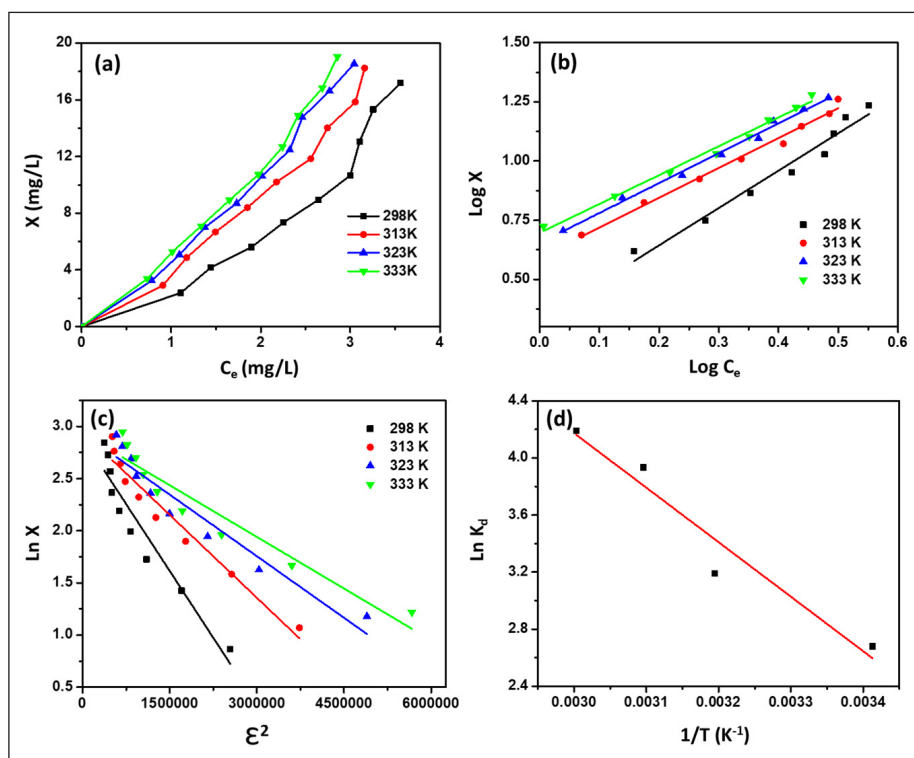 (a)
20
16
12
8
4
0
X (mg/L)
298K
313K
323K
333K
0 1 2 3 4
Cₑ (mg/L)
(b)
1.50
1.25
1.00
0.75
0.50
Log X
298 K
313 K
323 K
333 K
0.0 0.1 0.2 0.3 0.4 0.5 0.6
Log Cₑ
(c)
3.0
2.5
2.0
1.5
1.0
0.5
Ln X
298 K
313 K
323 K
333 K
0 1500000 3000000 4500000 6000000
Ɛ²
(d)
4.4
4.0
3.6
3.2
2.8
2.4
Ln K_d
0.0030 0.0031 0.0032 0.0033 0.0034
1/T (K⁻¹)